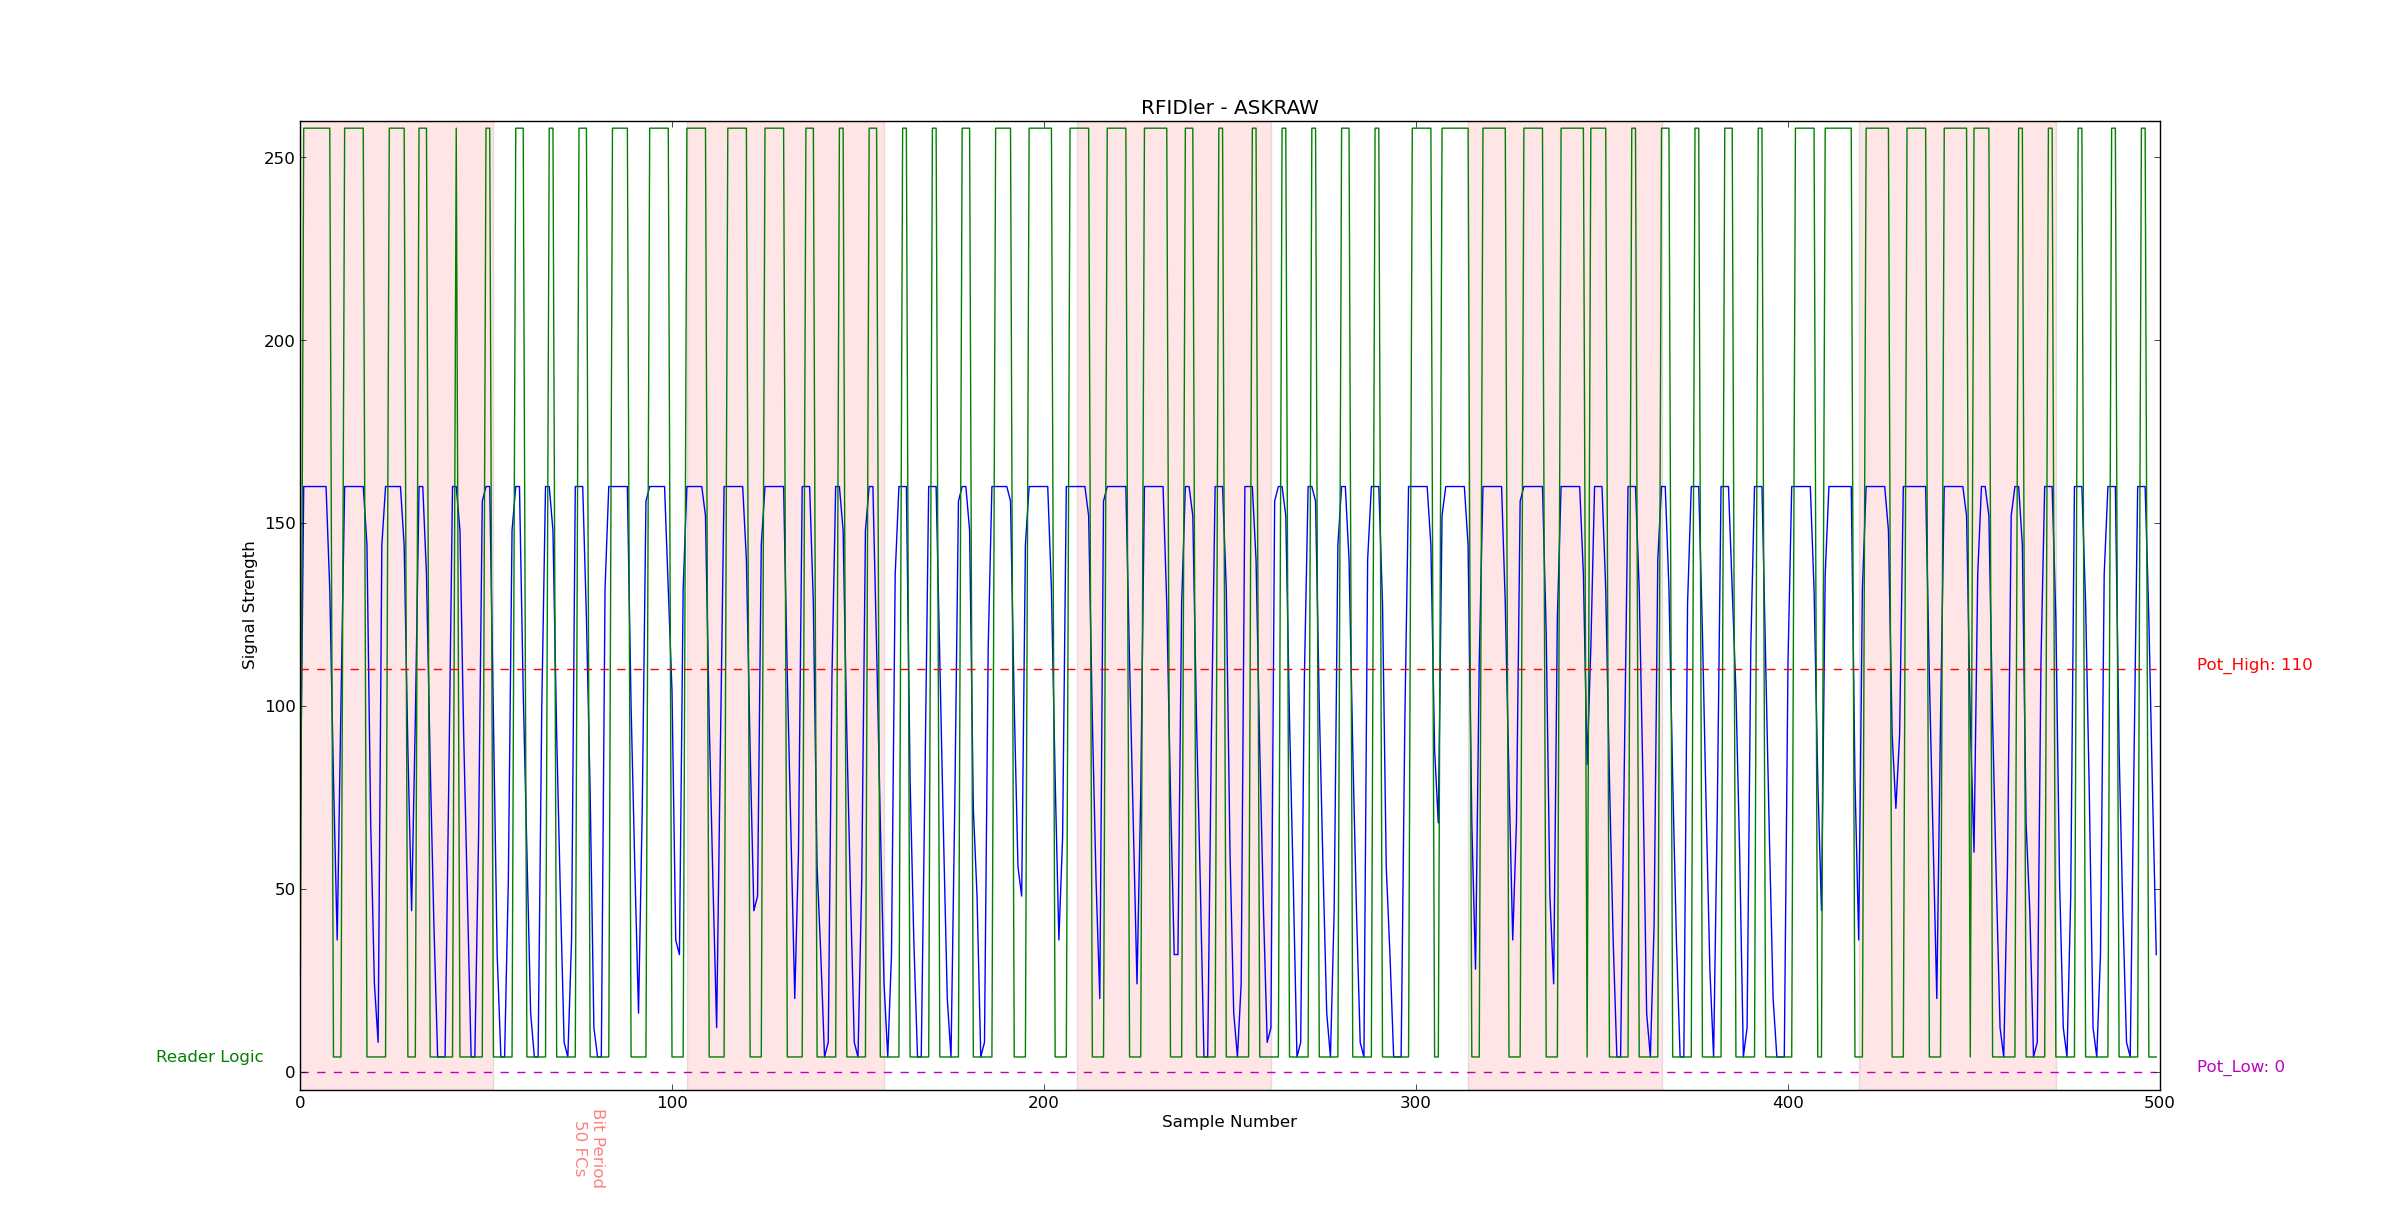 RFIDler - ASKRAW
250
200
150
100
50
0
Signal Strength
Reader Logic
Pot_High: 110
Pot_Low: 0
0 100 200 300 400 500
Sample Number
Bit Period
50 FCs